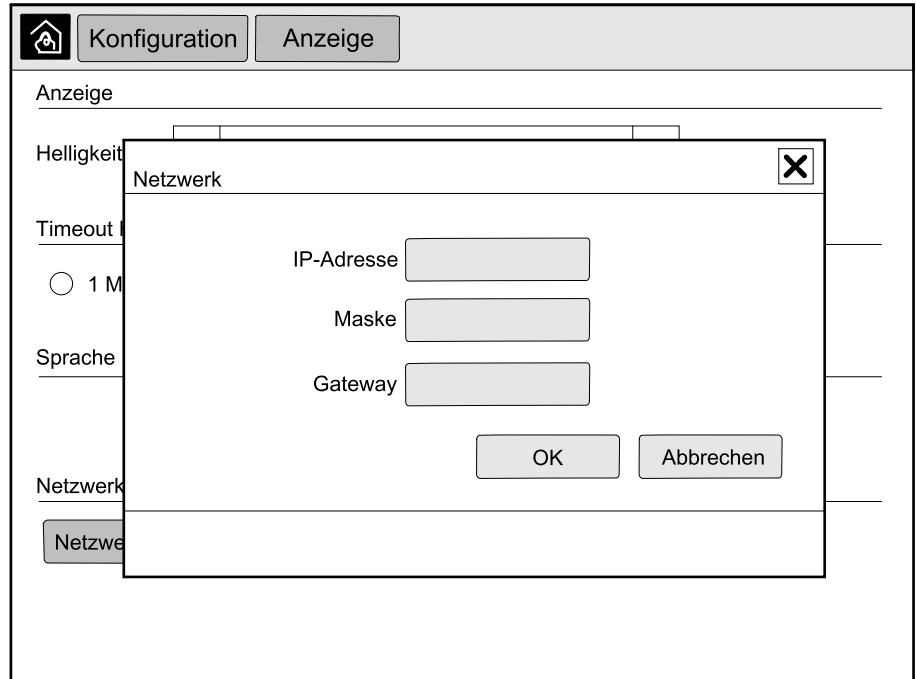 Konfiguration Anzeige
Anzeige
Helligkeit
Netzwerk
Timeout
IP-Adresse
1 M
Maske
Sprache
Gateway
OK Abbrechen
Netzwerk
Netzwe